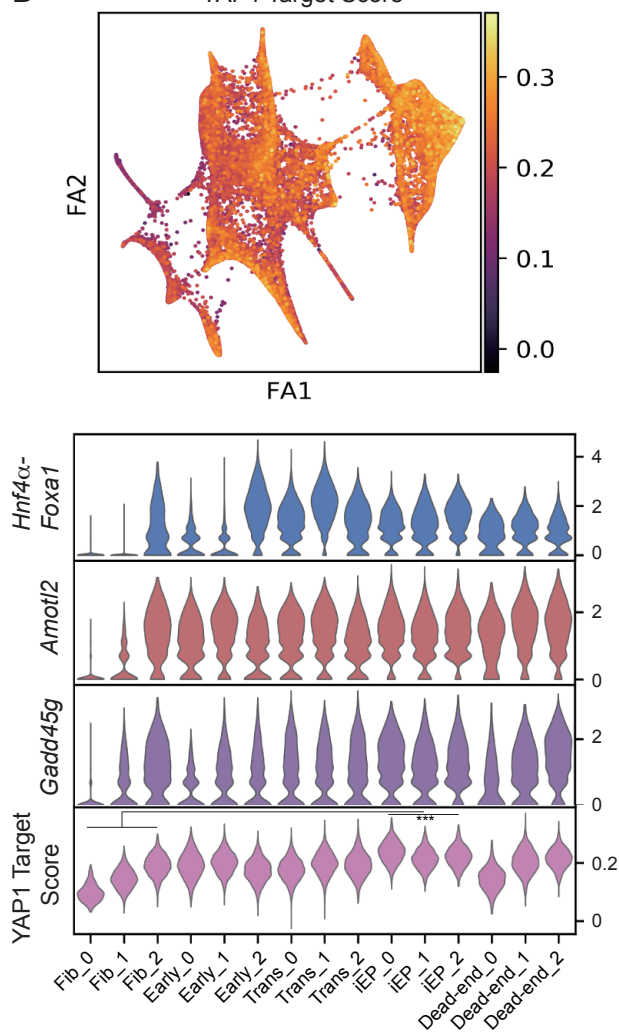 YAP1 Target Score
0.3
0.2
0.1
0.0
FA2
FA1
Hnf4α-
Foxa1
4
2
0
Amotl2
2
0
Gadd45g
2
0
YAP1 Target
Score
***
0.2
0
Fib_0
Fib_1
Fib_2
Early_0
Early_1
Early_2
Trans_0
Trans_1
Trans_2
iEP_0
iEP_1
iEP_2
Dead-end_0
Dead-end_1
Dead-end_2